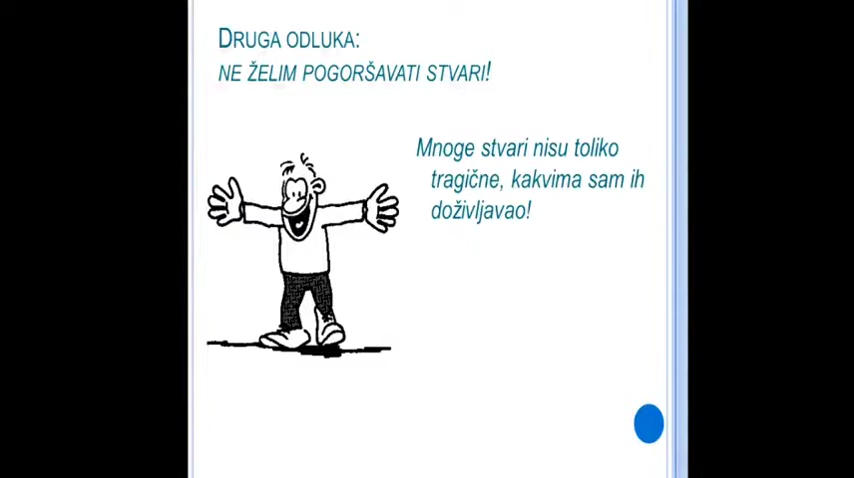 DRUGA ODLUKA:
NE ŽELIM POGORŠAVATI STVARI!
Mnoge stvari nisu toliko
tragične, kakvima sam ih
doživljavao!